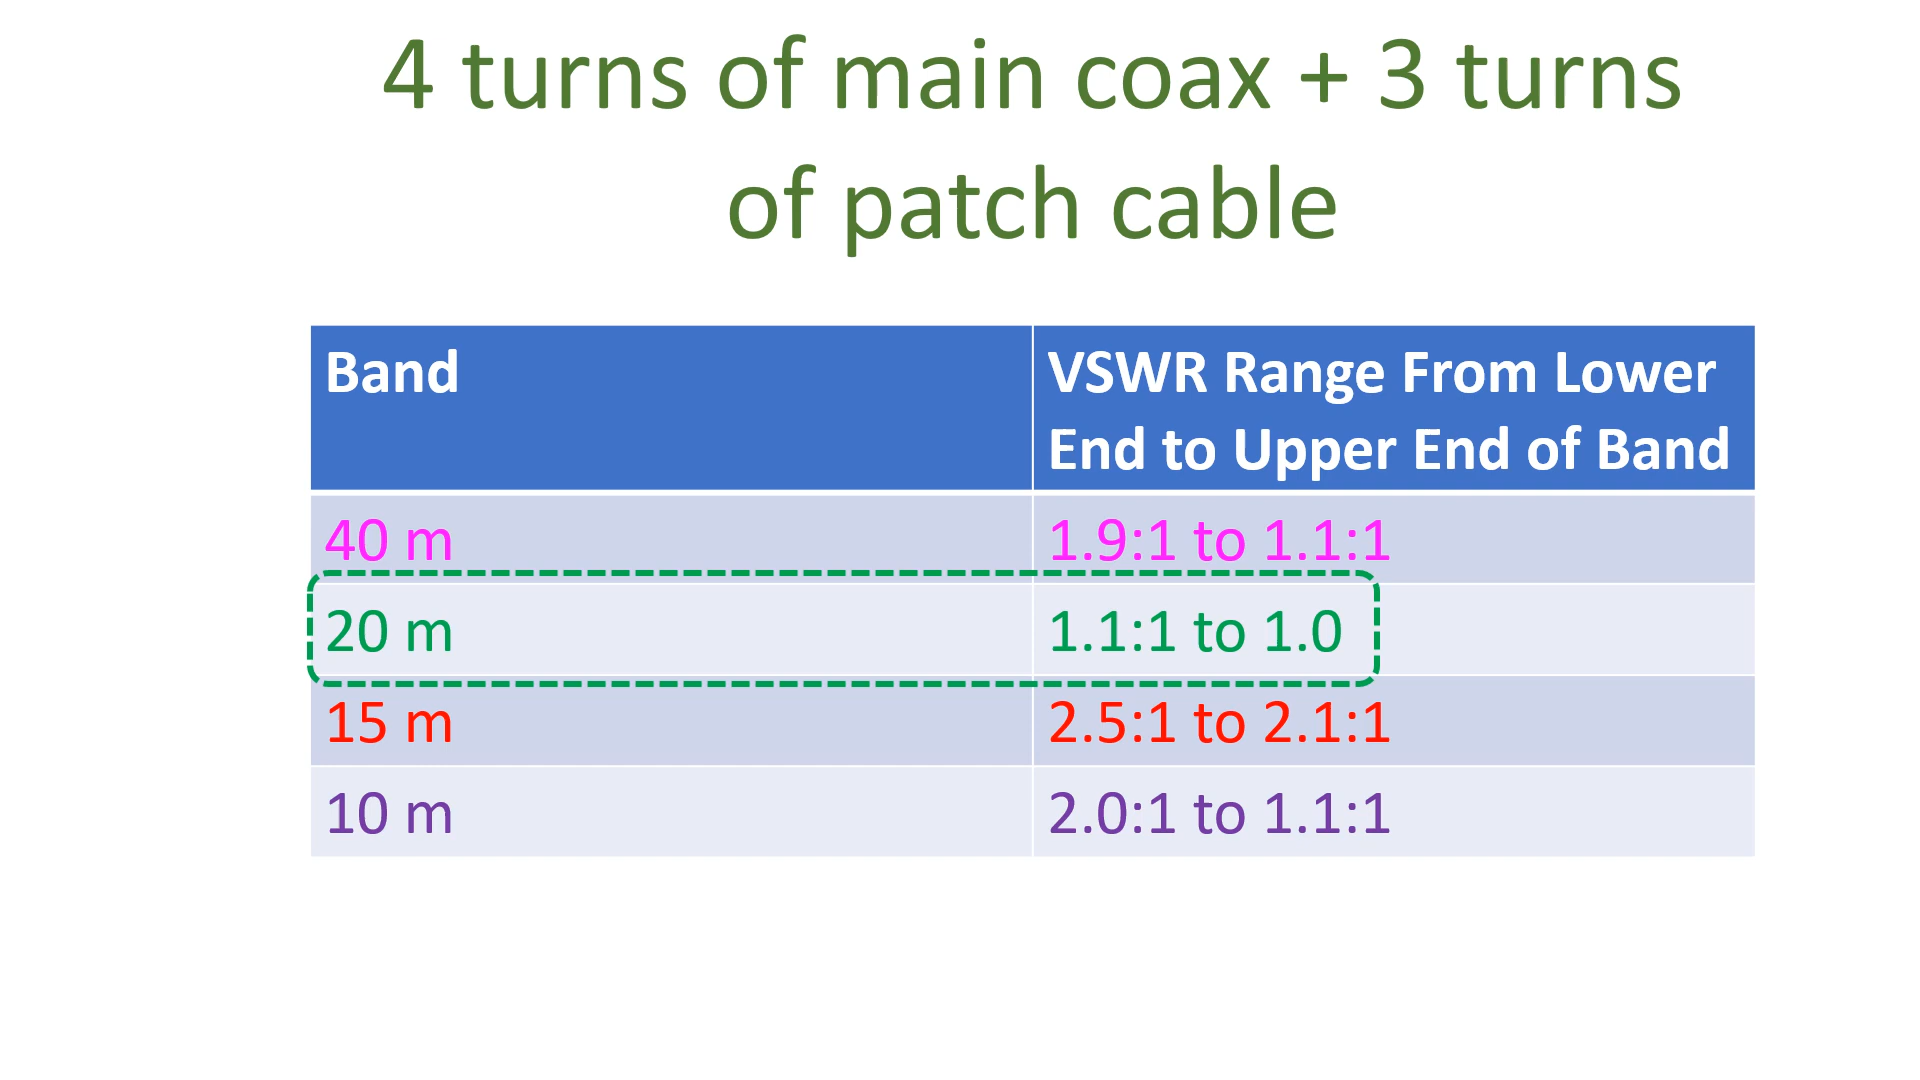 4 turns of main coax + 3 turns
of patch cable
Band
VSWR Range From Lower
End to Upper End of Band
40 m
1.9:1 to 1.1:1
20 m
1.1:1 to 1.0
15 m
2.5:1 to 2.1:1
10 m
2.0:1 to 1.1:1